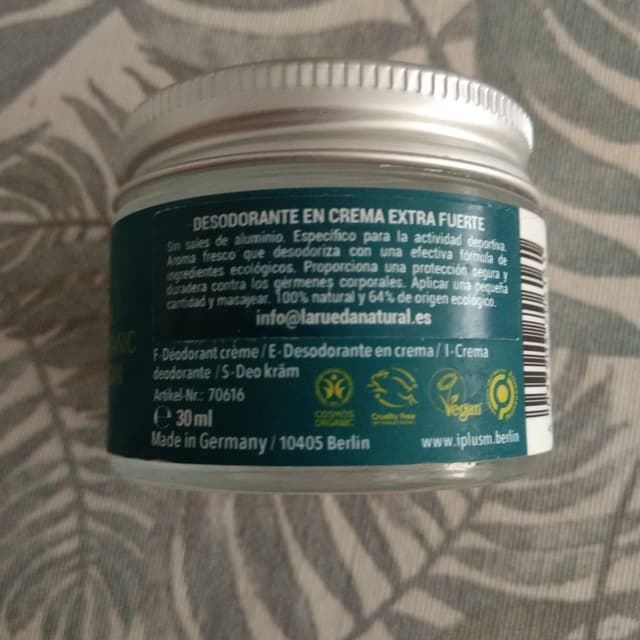 DESODORANTE EN CREMA EXTRA FUERTE
Sin sales de aluminio. Específico para la actividad deportiva.
Aroma fresco que desodoriza con una efectiva fórmula de
ingredientes ecológicos. Proporciona una protección segura y
duradera contra los gérmenes corporales. Aplicar una pequeña
cantidad y masajear. 100% natural y 64% de origen ecológico.
info@laruedanatural.es
F-Déodorant crème / E-Desodorante en crema / I-Crema
deodorante / S-Deo kräm
Artikel-Nr.: 70616
℮ 30 ml
COSMOS
ORGANIC
Cruelty free
Vegan
Made in Germany / 10405 Berlin
www.iplusm.berlin